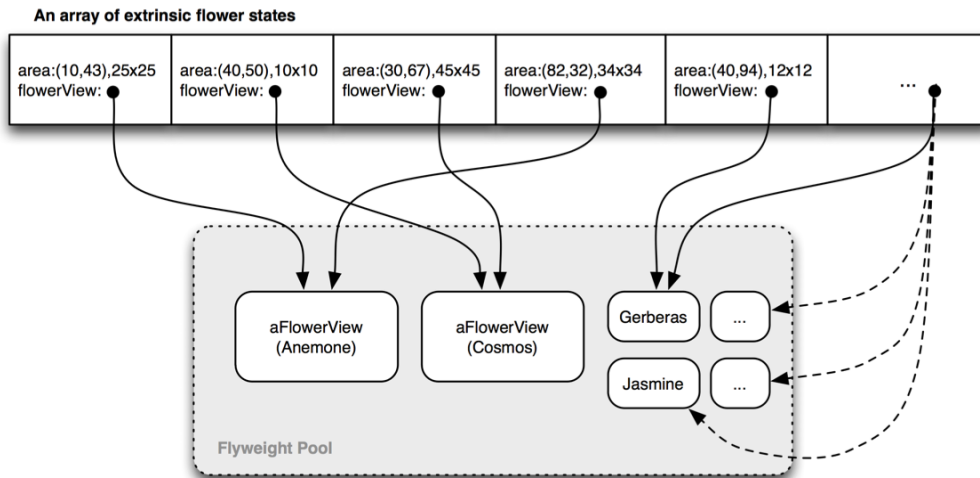 An array of extrinsic flower states
area:(10,43),25x25
flowerView:
area:(40,50),10x10
flowerView:
area:(30,67),45x45
flowerView:
area:(82,32),34x34
flowerView:
area:(40,94),12x12
flowerView:
...
aFlowerView
(Anemone)
aFlowerView
(Cosmos)
Gerberas
...
Jasmine
...
Flyweight Pool